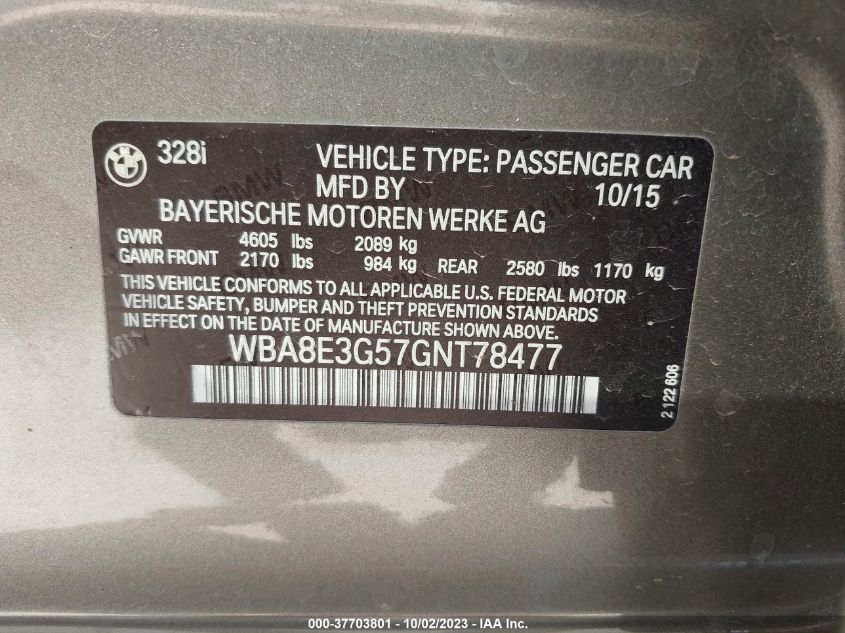 328i VEHICLE TYPE: PASSENGER CAR
MFD BY 10/15
BAYERISCHE MOTOREN WERKE AG
GVWR 4605 lbs 2089 kg
GAWR FRONT 2170 lbs 984 kg REAR 2580 lbs 1170 kg
THIS VEHICLE CONFORMS TO ALL APPLICABLE U.S. FEDERAL MOTOR
VEHICLE SAFETY, BUMPER AND THEFT PREVENTION STANDARDS
IN EFFECT ON THE DATE OF MANUFACTURE SHOWN ABOVE.
WBA8E3G57GNT78477
2 122 606
000-37703801 - 10/02/2023 - IAA Inc.